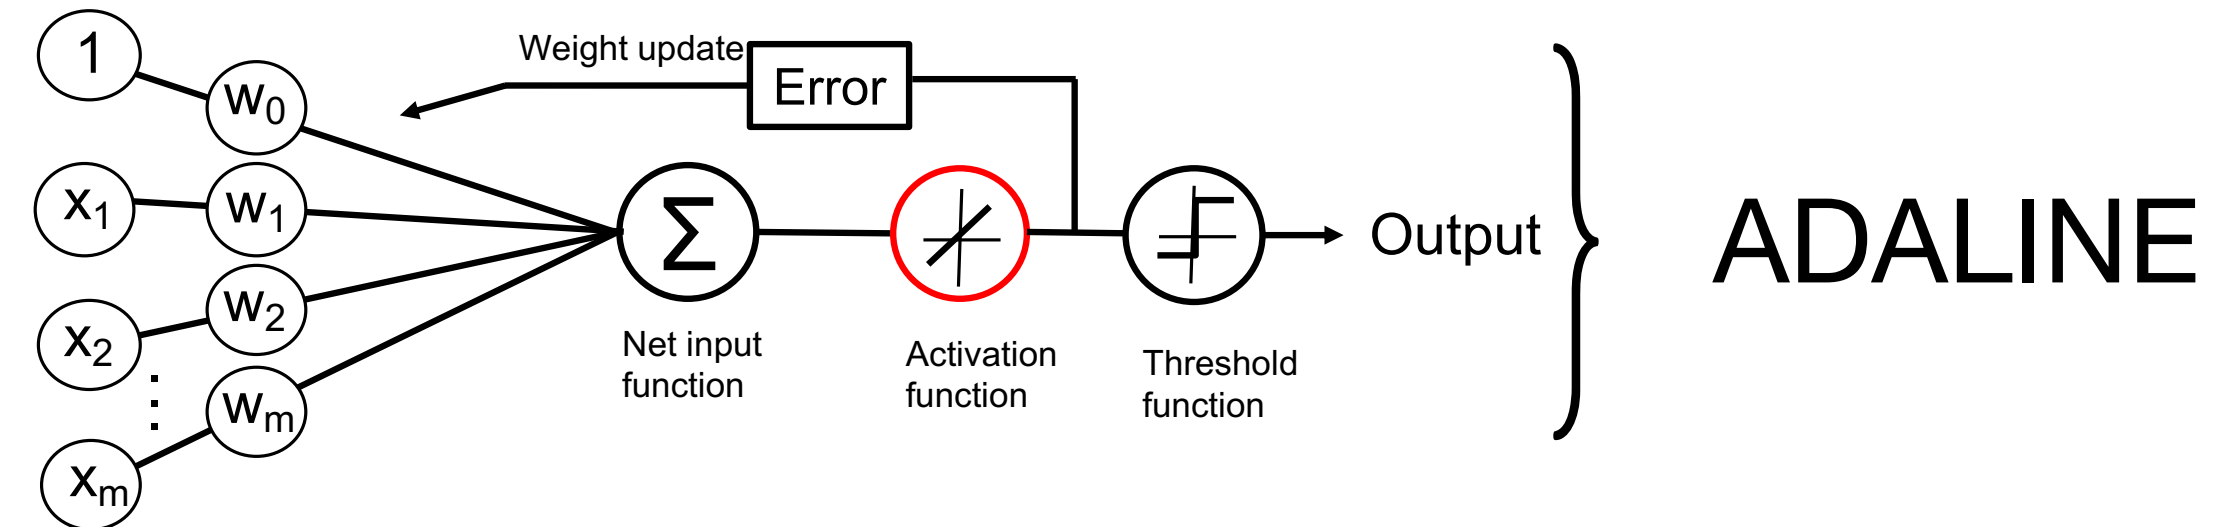 1
w0
Weight update
Error
x1
w1
Σ
Output
ADALINE
x2
w2
Net input
function
Activation
function
Threshold
function
⋮
wm
xm